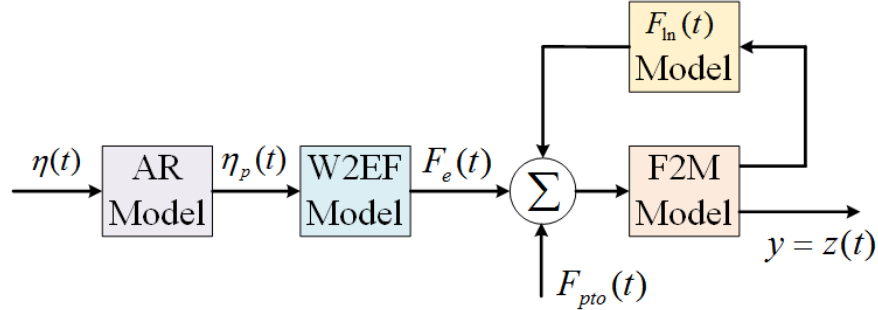 F_ln(t)
Model
η(t)
AR
Model
η_p(t)
W2EF
Model
F_e(t)
Σ
F2M
Model
y = z(t)
F_pto(t)